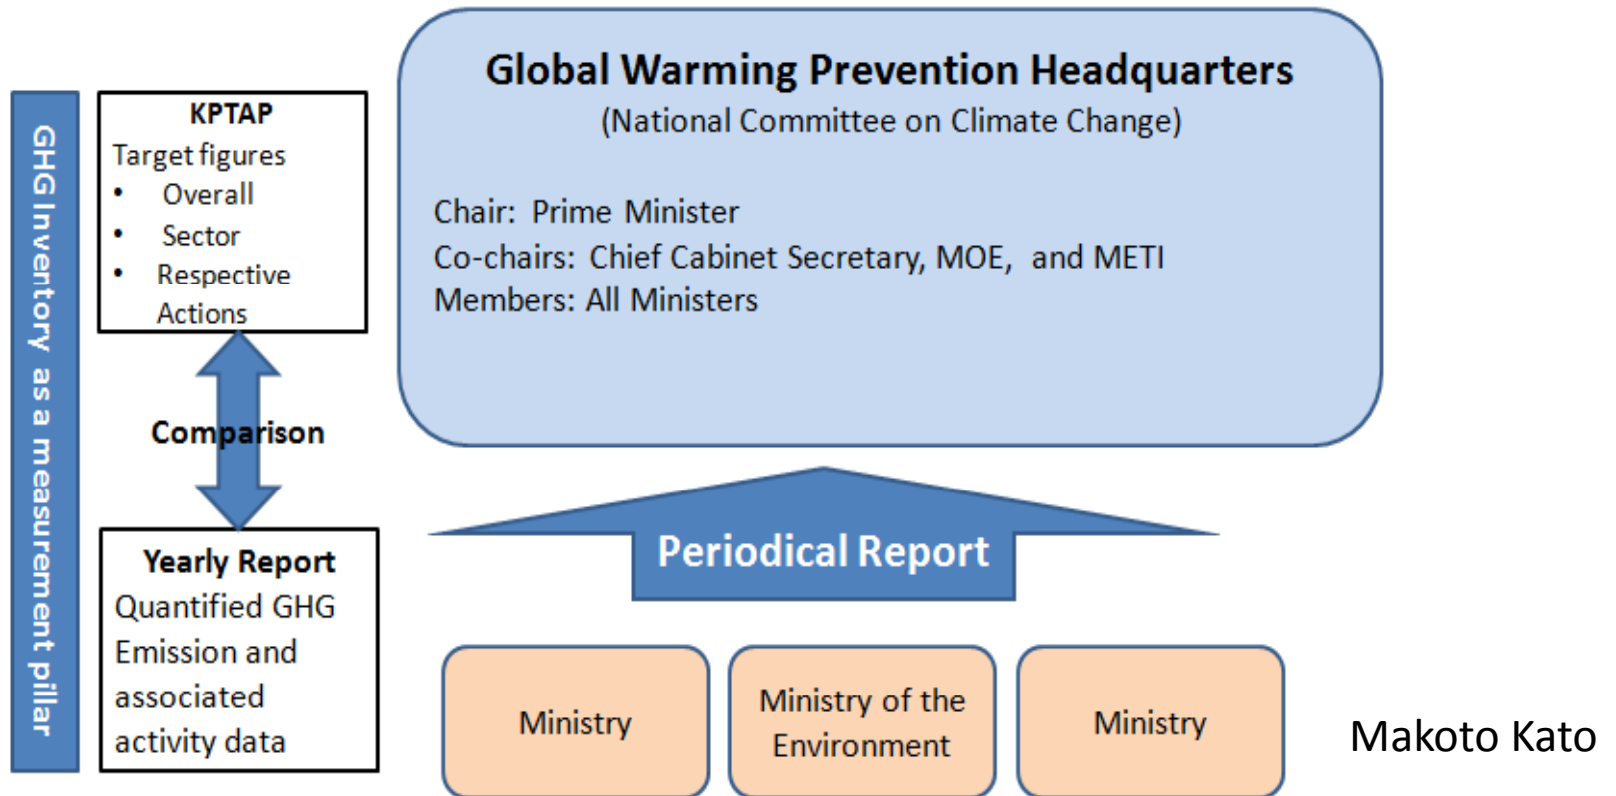 GHG Inventory as a measurement pillar
KPTAP
Target figures
• Overall
• Sector
• Respective
Actions
Comparison
Yearly Report
Quantified GHG
Emission and
associated
activity data
Global Warming Prevention Headquarters
(National Committee on Climate Change)
Chair: Prime Minister
Co-chairs: Chief Cabinet Secretary, MOE, and METI
Members: All Ministers
Periodical Report
Ministry
Ministry of the
Environment
Ministry
Makoto Kato